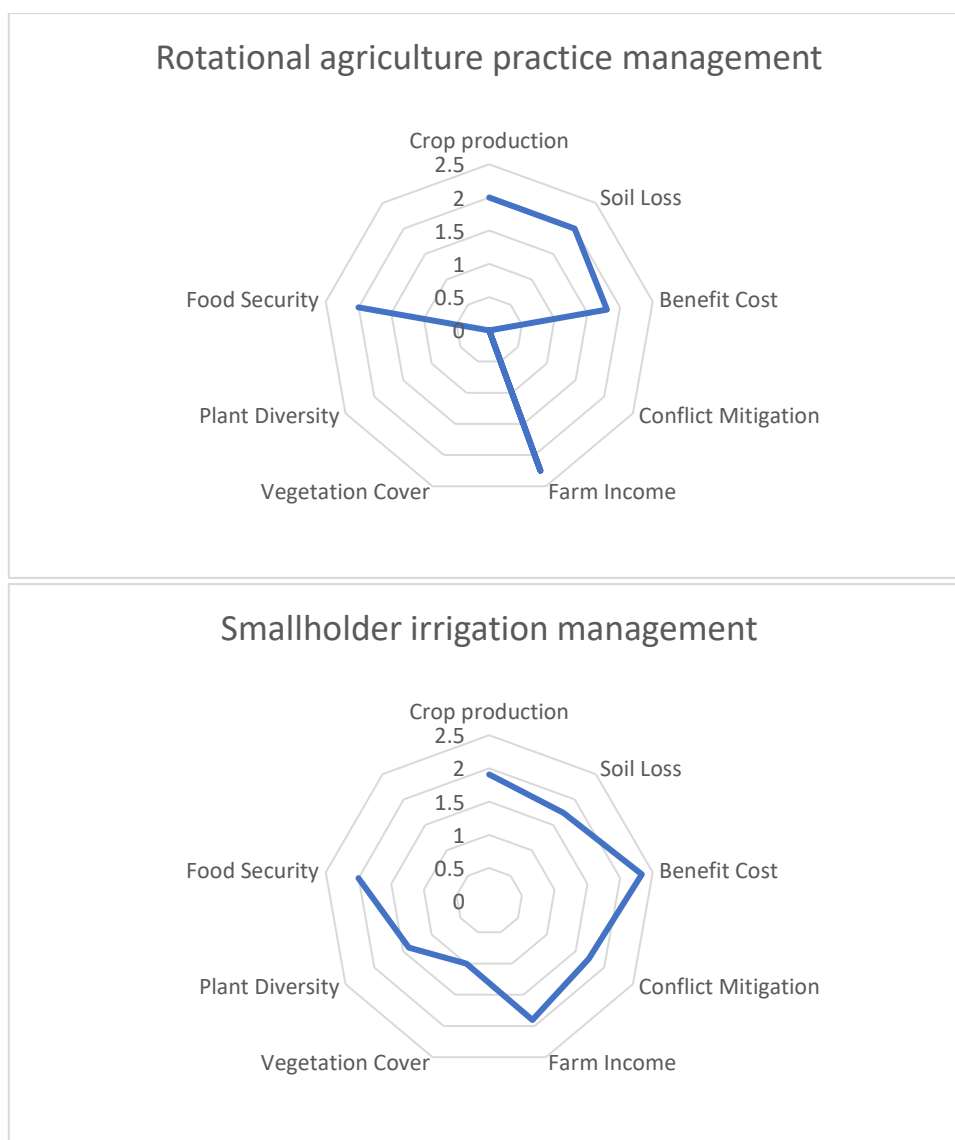 Rotational agriculture practice management
Crop production
2.5
Soil Loss
2
1.5
1
Food Security
Benefit Cost
0.5
0
Plant Diversity
Conflict Mitigation
Vegetation Cover
Farm Income
Smallholder irrigation management
Crop production
2.5
Soil Loss
2
1.5
1
Food Security
Benefit Cost
0.5
0
Plant Diversity
Conflict Mitigation
Vegetation Cover
Farm Income